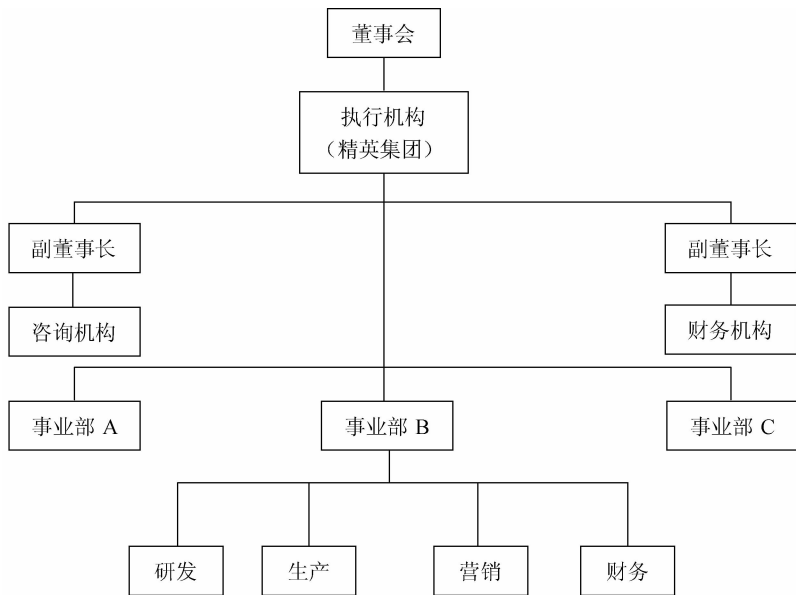 董事会
执行机构
（精英集团）
副董事长
副董事长
咨询机构
财务机构
事业部 A
事业部 B
事业部 C
研发
生产
营销
财务